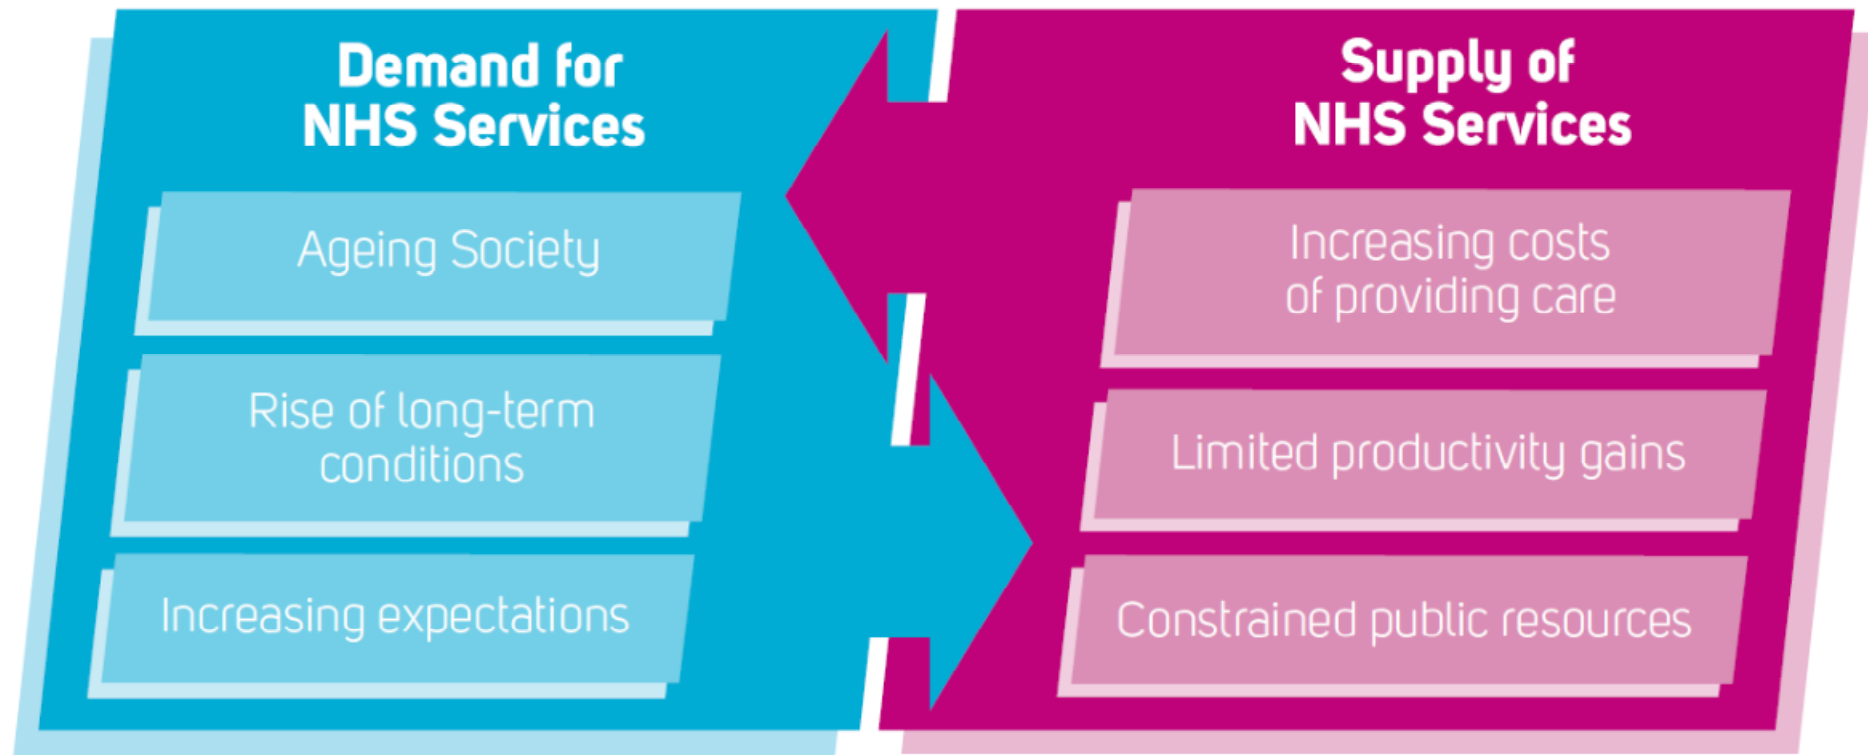 Demand for
NHS Services
Ageing Society
Rise of long-term
conditions
Increasing expectations
Supply of
NHS Services
Increasing costs
of providing care
Limited productivity gains
Constrained public resources